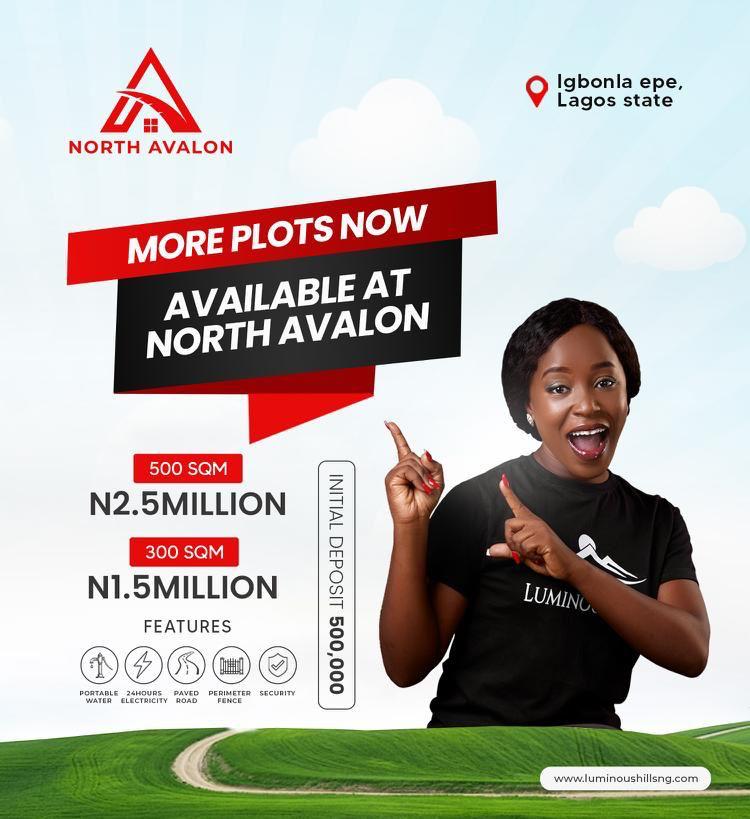 NORTH AVALON
Igbonla epe,
Lagos state
MORE PLOTS NOW
AVAILABLE AT
NORTH AVALON
500 SQM
N2.5MILLION
300 SQM
N1.5MILLION
INITIAL DEPOSIT 500,000
FEATURES
PORTABLE
WATER
24HOURS
ELECTRICITY
PAVED
ROAD
PERIMETER
FENCE
SECURITY
LUMINOU
www.luminoushillsng.com